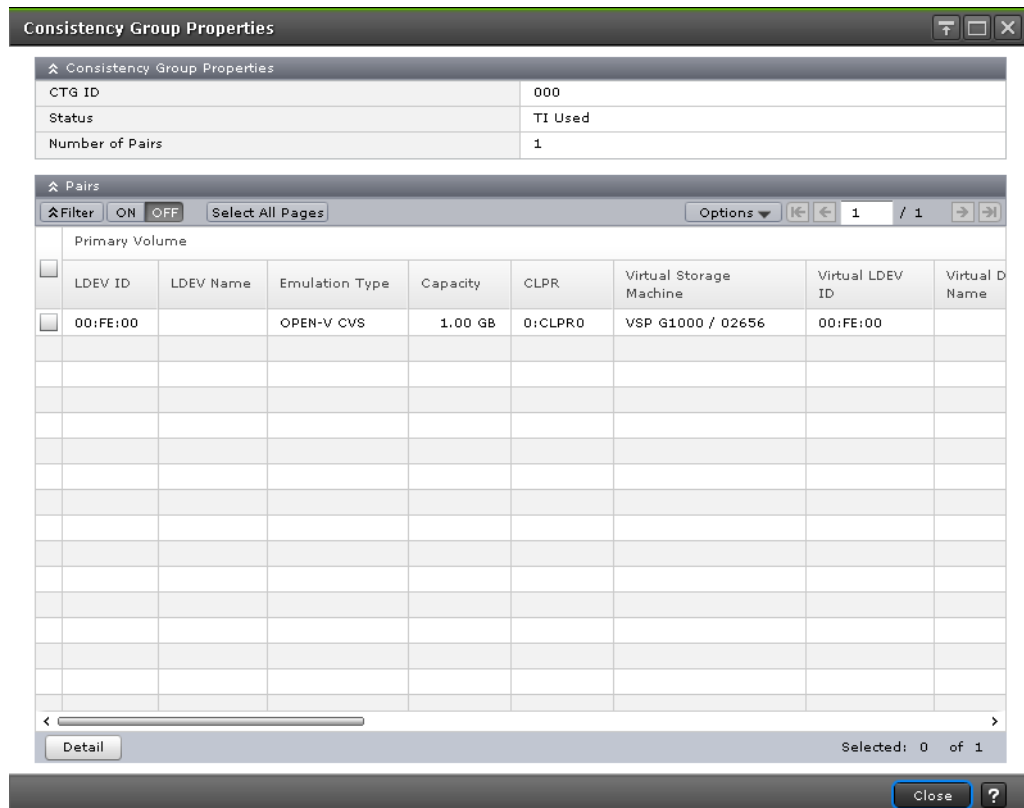 Consistency Group Properties
Consistency Group Properties
CTG ID 000
Status TI Used
Number of Pairs 1
Pairs
Filter ON OFF Select All Pages Options 1 / 1
Primary Volume
LDEV ID LDEV Name Emulation Type Capacity CLPR Virtual Storage Machine Virtual LDEV ID Virtual D Name
00:FE:00 OPEN-V CVS 1.00 GB 0:CLPR0 VSP G1000 / 02656 00:FE:00
Detail Selected: 0 of 1
Close ?